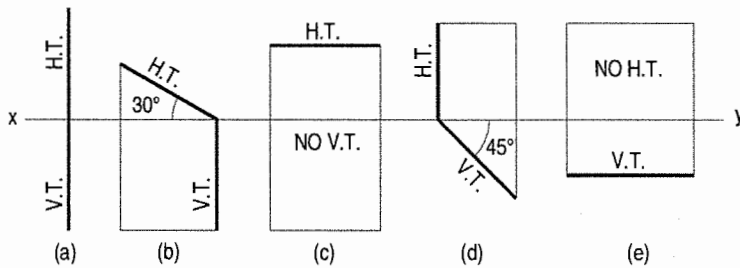 H.T.
H.T.
H.T.
H.T.
NO H.T.
30°
x
y
NO V.T.
45°
V.T.
V.T.
V.T.
V.T.
(a)
(b)
(c)
(d)
(e)